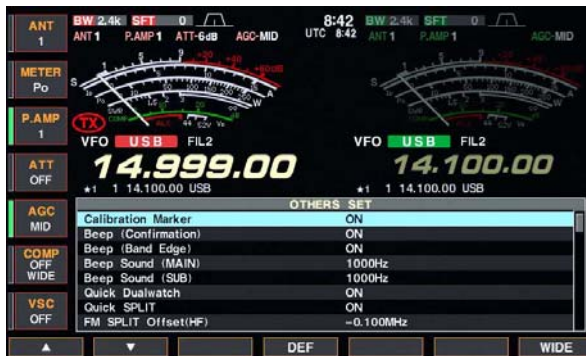 ANT
1
METER
Po
P.AMP
1
ATT
OFF
AGC
MID
COMP
OFF
WIDE
VSC
OFF
BW 2.4k SFT 0
8:42
BW 2.4k SFT 0
ANT 1 P.AMP 1 ATT-6dB AGC-MID
UTC 8:42
ANT 1 P.AMP 1 AGC-MID
TX
VFO USB FIL2
VFO USB FIL2
14.999.00
14.100.00
★1 1 14.100.00 USB
★1 1 14.100.00 USB
OTHERS SET
Calibration Marker ON
Beep (Confirmation) ON
Beep (Band Edge) ON
Beep Sound (MAIN) 1000Hz
Beep Sound (SUB) 1000Hz
Quick Dualwatch ON
Quick SPLIT ON
FM SPLIT Offset(HF) -0.100MHz
▲ ▼ DEF WIDE